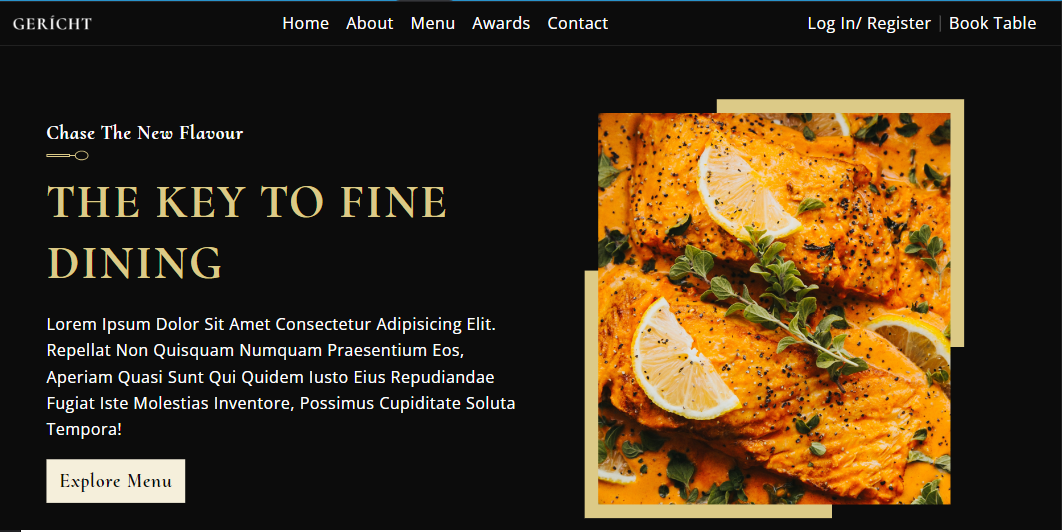 GERÍCHT
Home About Menu Awards Contact
Log In/ Register | Book Table
Chase The New Flavour
THE KEY TO FINE
DINING
Lorem Ipsum Dolor Sit Amet Consectetur Adipisicing Elit.
Repellat Non Quisquam Numquam Praesentium Eos,
Aperiam Quasi Sunt Qui Quidem Iusto Eius Repudiandae
Fugiat Iste Molestias Inventore, Possimus Cupiditate Soluta
Tempora!
Explore Menu